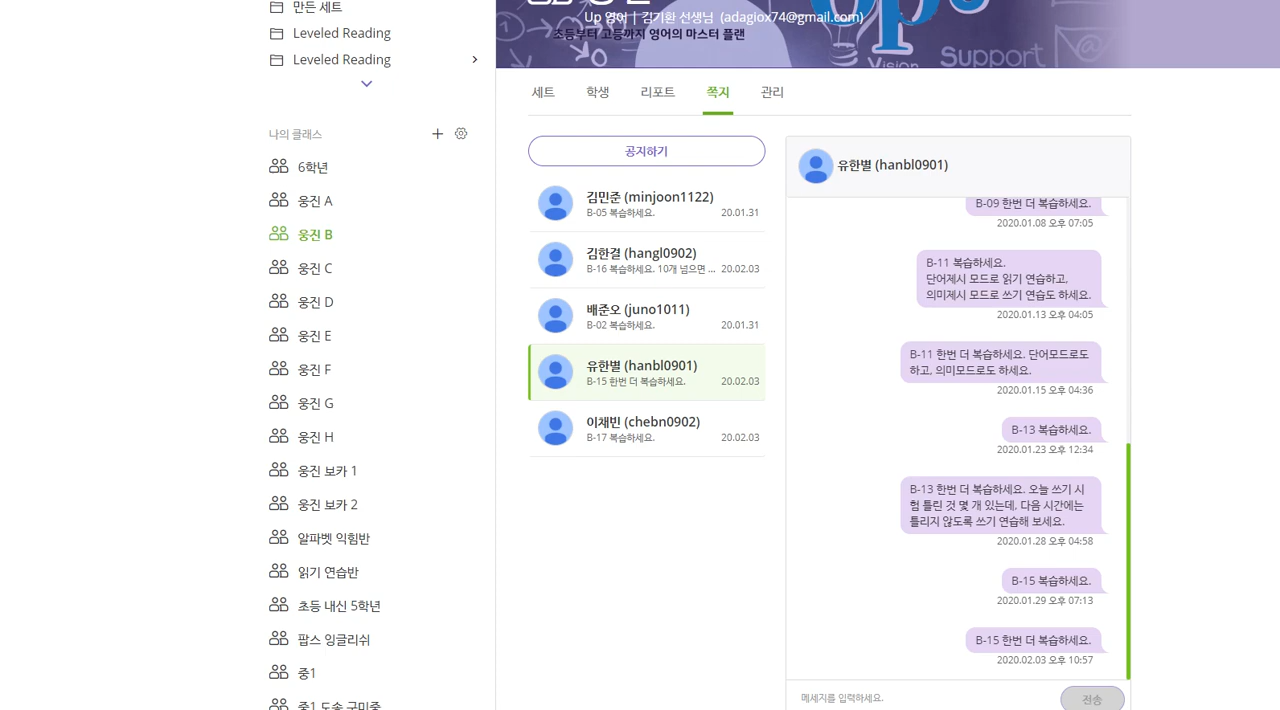 만든 세트
Leveled Reading
Leveled Reading
나의 클래스
6학년
웅진 A
웅진 B
웅진 C
웅진 D
웅진 E
웅진 F
웅진 G
웅진 H
웅진 보카 1
웅진 보카 2
알파벳 익힘반
읽기 연습반
초등 내신 5학년
팝스 잉글리쉬
중1
중1 도송 구미중
Up 영어 | 김기환 선생님 (adagiox74@gmail.com)
초등부터 고등까지 영어의 마스터 플랜
Vision
Support
세트 학생 리포트 쪽지 관리
공지하기
김민준 (minjoon1122)
B-05 복습하세요. 20.01.31
김한결 (hangl0902)
B-16 복습하세요. 10개 넘으면 ... 20.02.03
배준오 (juno1011)
B-02 복습하세요. 20.01.31
유한별 (hanbl0901)
B-15 한번 더 복습하세요. 20.02.03
이채빈 (chebn0902)
B-17 복습하세요. 20.02.03
유한별 (hanbl0901)
B-09 한번 더 복습하세요.
2020.01.08 오후 07:05
B-11 복습하세요.
단어제시 모드로 읽기 연습하고,
의미제시 모드로 쓰기 연습도 하세요.
2020.01.13 오후 04:05
B-11 한번 더 복습하세요. 단어모드로도
하고, 의미모드로도 하세요.
2020.01.15 오후 04:36
B-13 복습하세요.
2020.01.23 오후 12:34
B-13 한번 더 복습하세요. 오늘 쓰기 시
험 틀린 것 몇 개 있는데, 다음 시간에는
틀리지 않도록 쓰기 연습해 보세요.
2020.01.28 오후 04:58
B-15 복습하세요.
2020.01.29 오후 07:13
B-15 한번 더 복습하세요.
2020.02.03 오후 10:57
메세지를 입력하세요.
전송